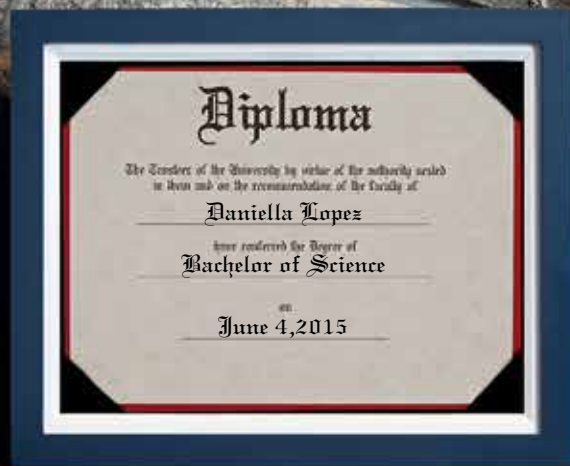 Diploma
The Trustees of the University by virtue of the authority vested
in them and on the recommendation of the faculty of
Daniella Lopez
have conferred the Degree of
Bachelor of Science
on
June 4,2015